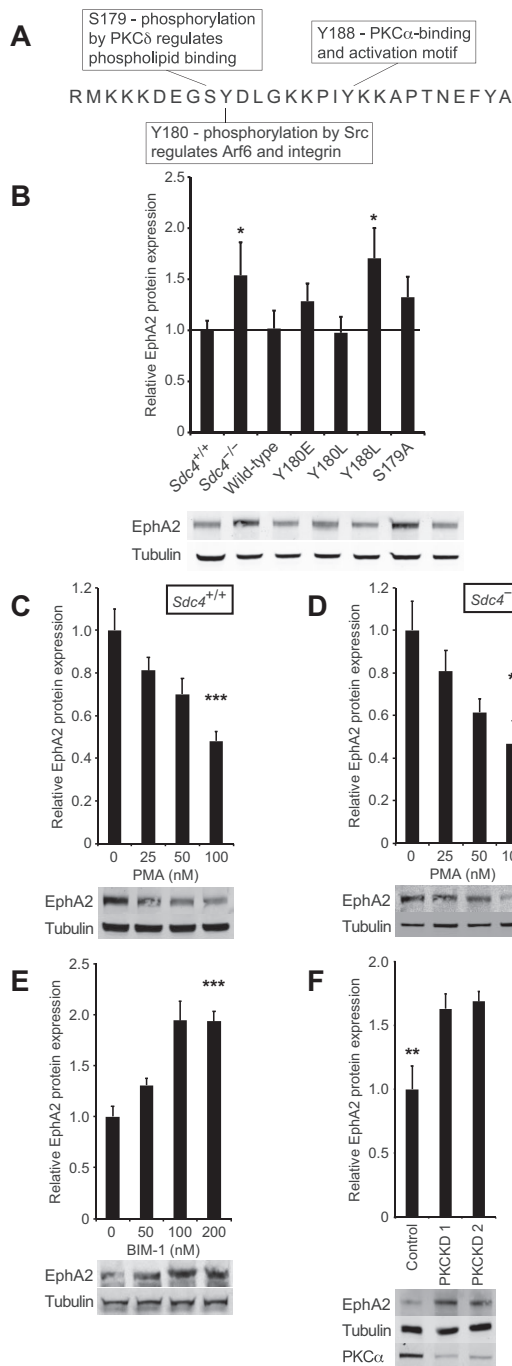 A
S179 - phosphorylation
by PKCδ regulates
phospholipid binding
Y188 - PKCα-binding
and activation motif
RMKKKDEGSYDLGKKPIYKKAPTNEFYA
Y180 - phosphorylation by Src
regulates Arf6 and integrin
B
Relative EphA2 protein expression
2.5
2.0
1.5
1.0
0.5
0
*
*
Sdc4+/+
Sdc4−/−
Wild-type
Y180E
Y180L
Y188L
S179A
EphA2
Tubulin
C
Sdc4+/+
Relative EphA2 protein expression
1.2
1.0
0.8
0.6
0.4
0.2
0
***
0 25 50 100
PMA (nM)
EphA2
Tubulin
D
Sdc4−
Relative EphA2 protein expression
1.2
1.0
0.8
0.6
0.4
0.2
0
0 25 50
PMA (nM)
EphA2
Tubulin
E
Relative EphA2 protein expression
2.5
2.0
1.5
1.0
0.5
0
***
0 50 100 200
BIM-1 (nM)
EphA2
Tubulin
F
Relative EphA2 protein expression
2.0
1.5
1.0
0.5
0
**
Control
PKCKD 1
PKCKD 2
EphA2
Tubulin
PKCα